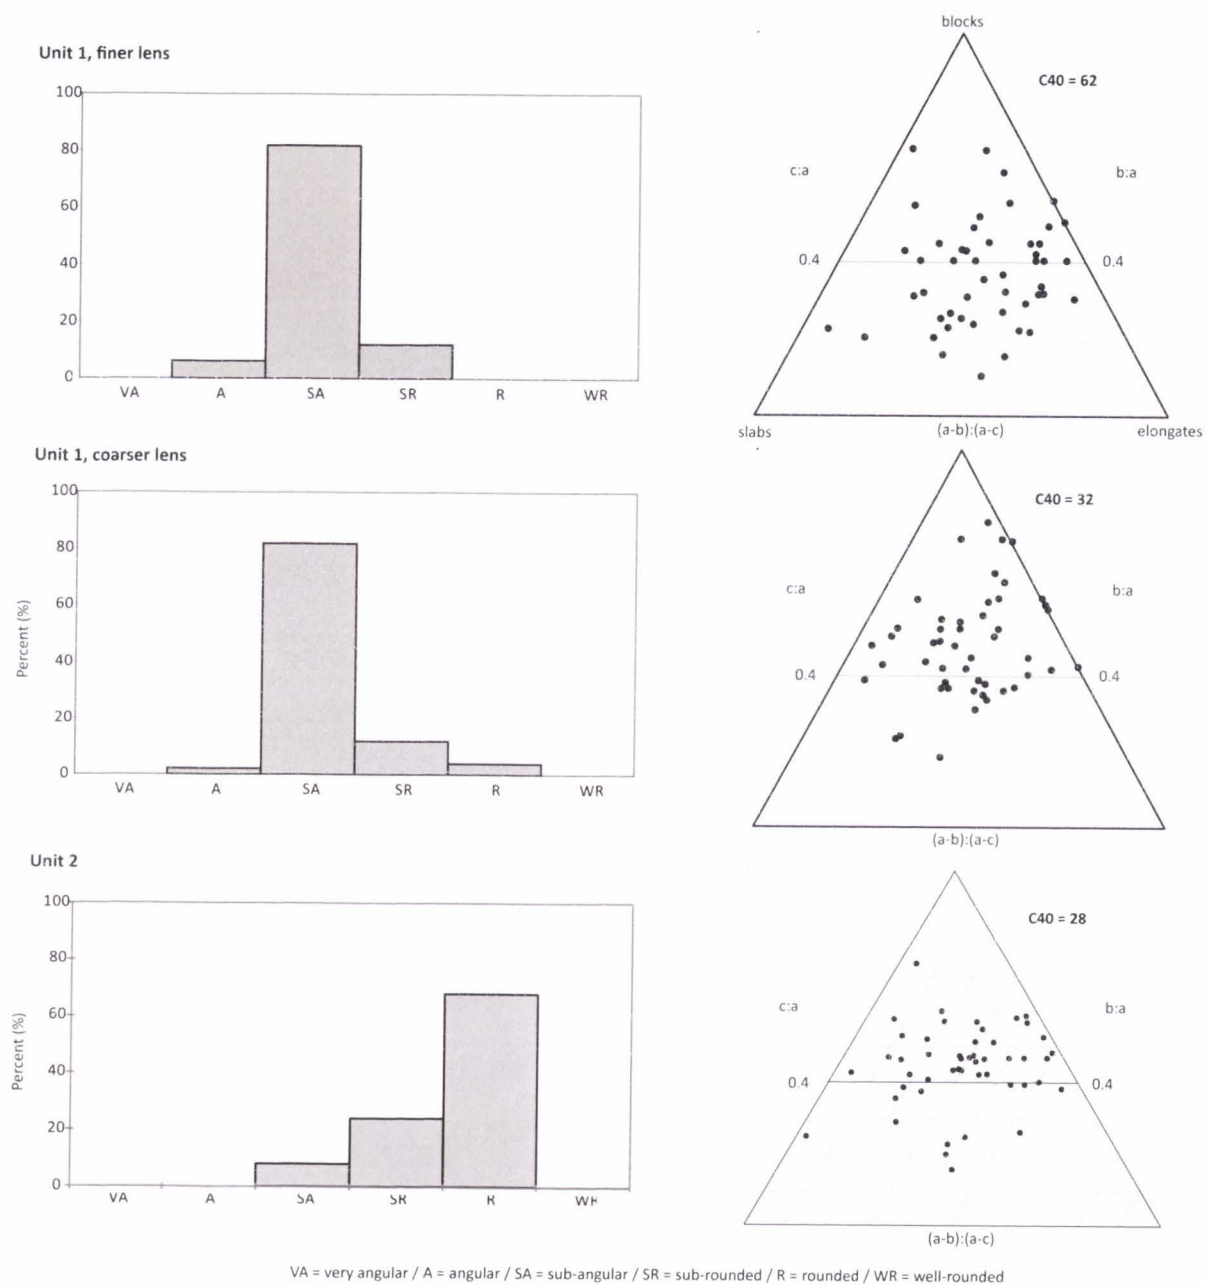 blocks
Unit 1, finer lens
C40 = 62
100
80
60
40
20
0
VA A SA SR R WR
c:a
b:a
0.4
0.4
slabs
(a-b):(a-c)
elongates
Unit 1, coarser lens
C40 = 32
Percent (%)
100
80
60
40
20
0
VA A SA SR R WR
c:a
b:a
0.4
0.4
(a-b):(a-c)
Unit 2
C40 = 28
Percent (%)
100
80
60
40
20
0
VA A SA SR R WR
c:a
b:a
0.4
0.4
(a-b):(a-c)
VA = very angular / A = angular / SA = sub-angular / SR = sub-rounded / R = rounded / WR = well-rounded